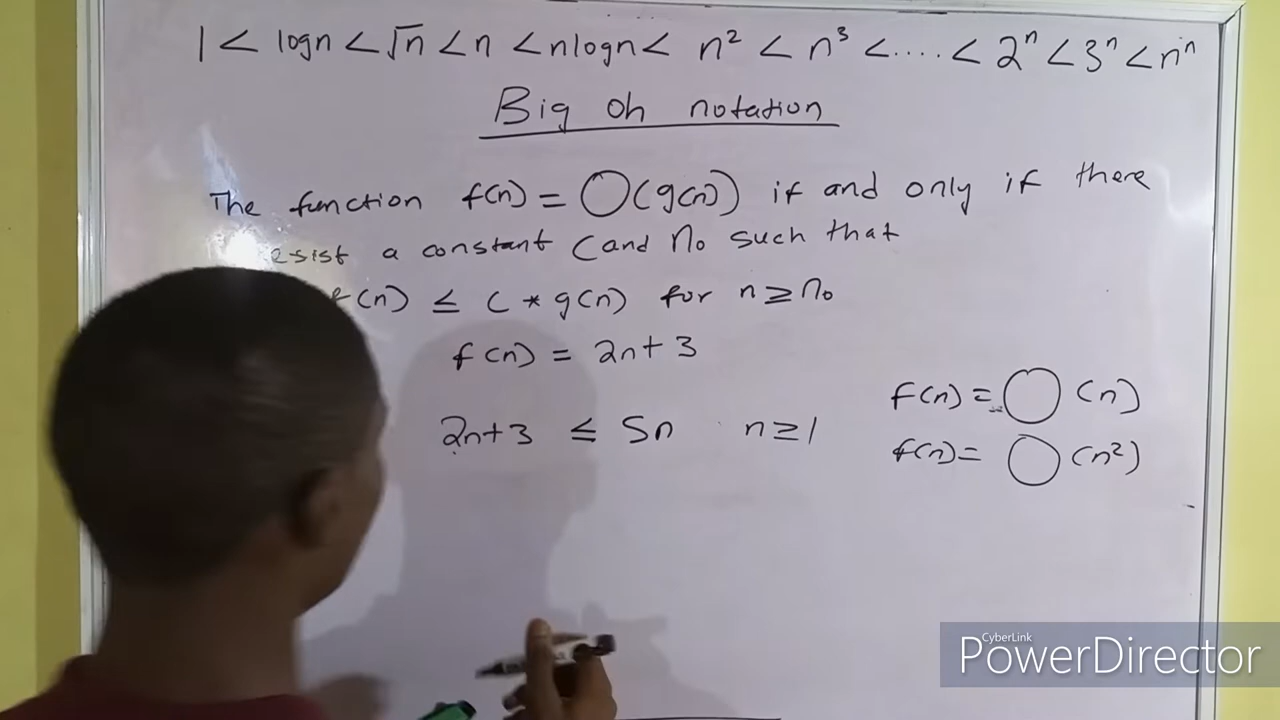 1 < logn < √n < n < nlogn < n² < n³ < .... < 2ⁿ < 3ⁿ < nⁿ
Big Oh notation
The function f(n) = O(g(n)) if and only if there
esist a constant C and n₀ such that
f(n) ≤ C * g(n) for n ≥ n₀
f(n) = 2n+3
2n+3 ≤ 5n n ≥ 1
f(n) = O(n)
f(n) = O(n²)
CyberLink
PowerDirector